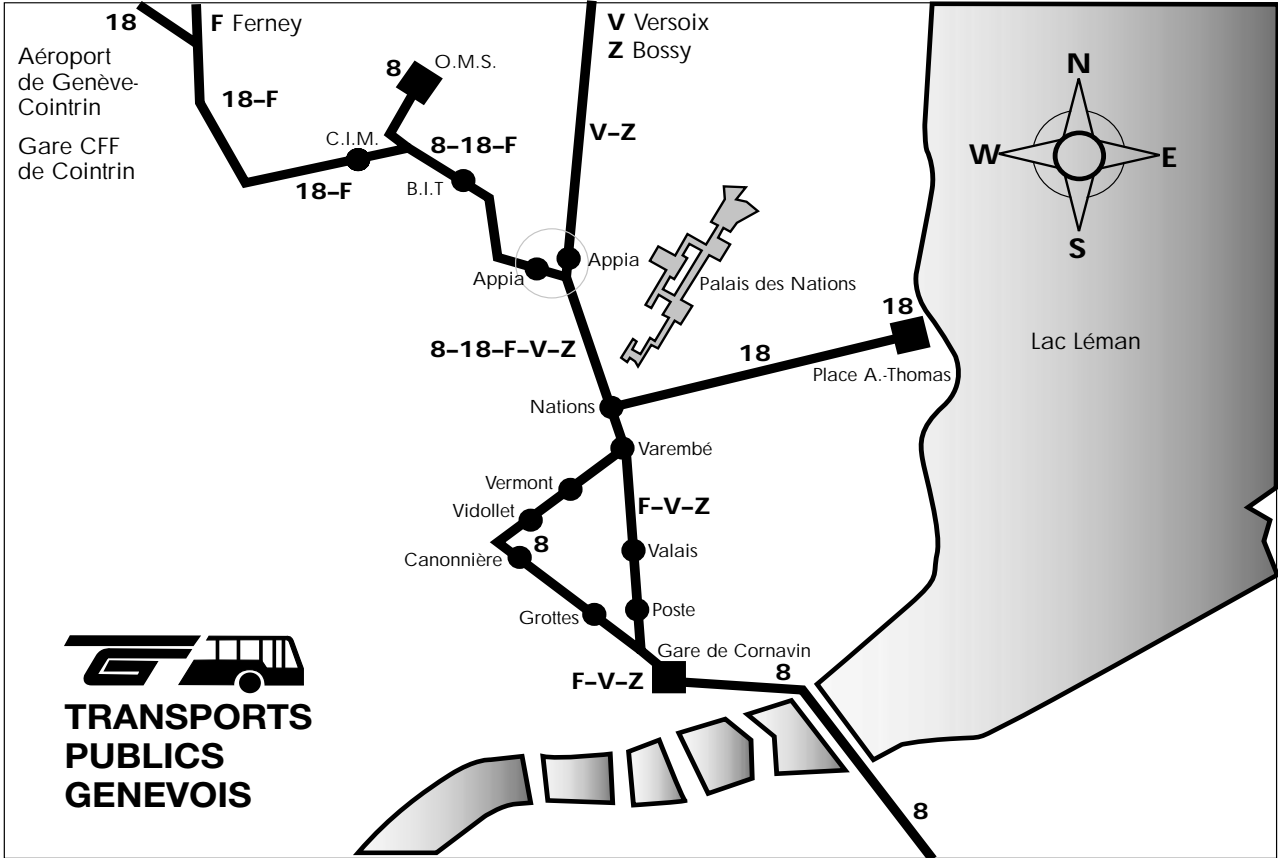 18
F Ferney
V Versoix
Z Bossy
Aéroport
de Genève-
Cointrin
Gare CFF
de Cointrin
18–F
8
O.M.S.
C.I.M.
8–18–F
18–F
B.I.T
V–Z
N
W
E
S
Appia
Appia
Palais des Nations
18
Lac Léman
8–18–F–V–Z
18
Place A.-Thomas
Nations
Varembé
Vermont
Vidollet
F–V–Z
8
Canonnière
Valais
Grottes
Poste
Gare de Cornavin
F–V–Z
8
8
TRANSPORTS
PUBLICS
GENEVOIS